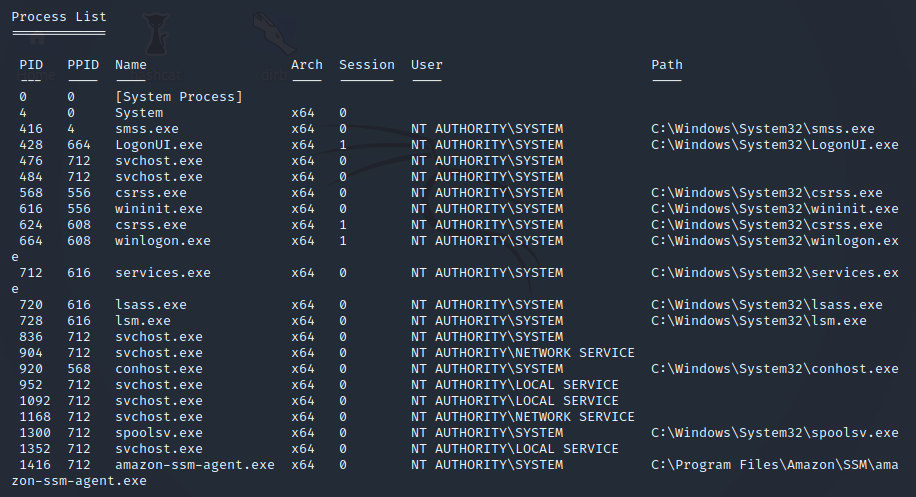 Process List
============
PID PPID Name Arch Session User Path
--- ---- ---- ---- ------- ---- ----
0 0 [System Process]
4 0 System x64 0
416 4 smss.exe x64 0 NT AUTHORITY\SYSTEM C:\Windows\System32\smss.exe
428 664 LogonUI.exe x64 1 NT AUTHORITY\SYSTEM C:\Windows\System32\LogonUI.exe
476 712 svchost.exe x64 0 NT AUTHORITY\SYSTEM
484 712 svchost.exe x64 0 NT AUTHORITY\SYSTEM
568 556 csrss.exe x64 0 NT AUTHORITY\SYSTEM C:\Windows\System32\csrss.exe
616 556 wininit.exe x64 0 NT AUTHORITY\SYSTEM C:\Windows\System32\wininit.exe
624 608 csrss.exe x64 1 NT AUTHORITY\SYSTEM C:\Windows\System32\csrss.exe
664 608 winlogon.exe x64 1 NT AUTHORITY\SYSTEM C:\Windows\System32\winlogon.ex
e
712 616 services.exe x64 0 NT AUTHORITY\SYSTEM C:\Windows\System32\services.ex
e
720 616 lsass.exe x64 0 NT AUTHORITY\SYSTEM C:\Windows\System32\lsass.exe
728 616 lsm.exe x64 0 NT AUTHORITY\SYSTEM C:\Windows\System32\lsm.exe
836 712 svchost.exe x64 0 NT AUTHORITY\SYSTEM
904 712 svchost.exe x64 0 NT AUTHORITY\NETWORK SERVICE
920 568 conhost.exe x64 0 NT AUTHORITY\SYSTEM C:\Windows\System32\conhost.exe
952 712 svchost.exe x64 0 NT AUTHORITY\LOCAL SERVICE
1092 712 svchost.exe x64 0 NT AUTHORITY\LOCAL SERVICE
1168 712 svchost.exe x64 0 NT AUTHORITY\NETWORK SERVICE
1300 712 spoolsv.exe x64 0 NT AUTHORITY\SYSTEM C:\Windows\System32\spoolsv.exe
1352 712 svchost.exe x64 0 NT AUTHORITY\LOCAL SERVICE
1416 712 amazon-ssm-agent.exe x64 0 NT AUTHORITY\SYSTEM C:\Program Files\Amazon\SSM\ama
zon-ssm-agent.exe